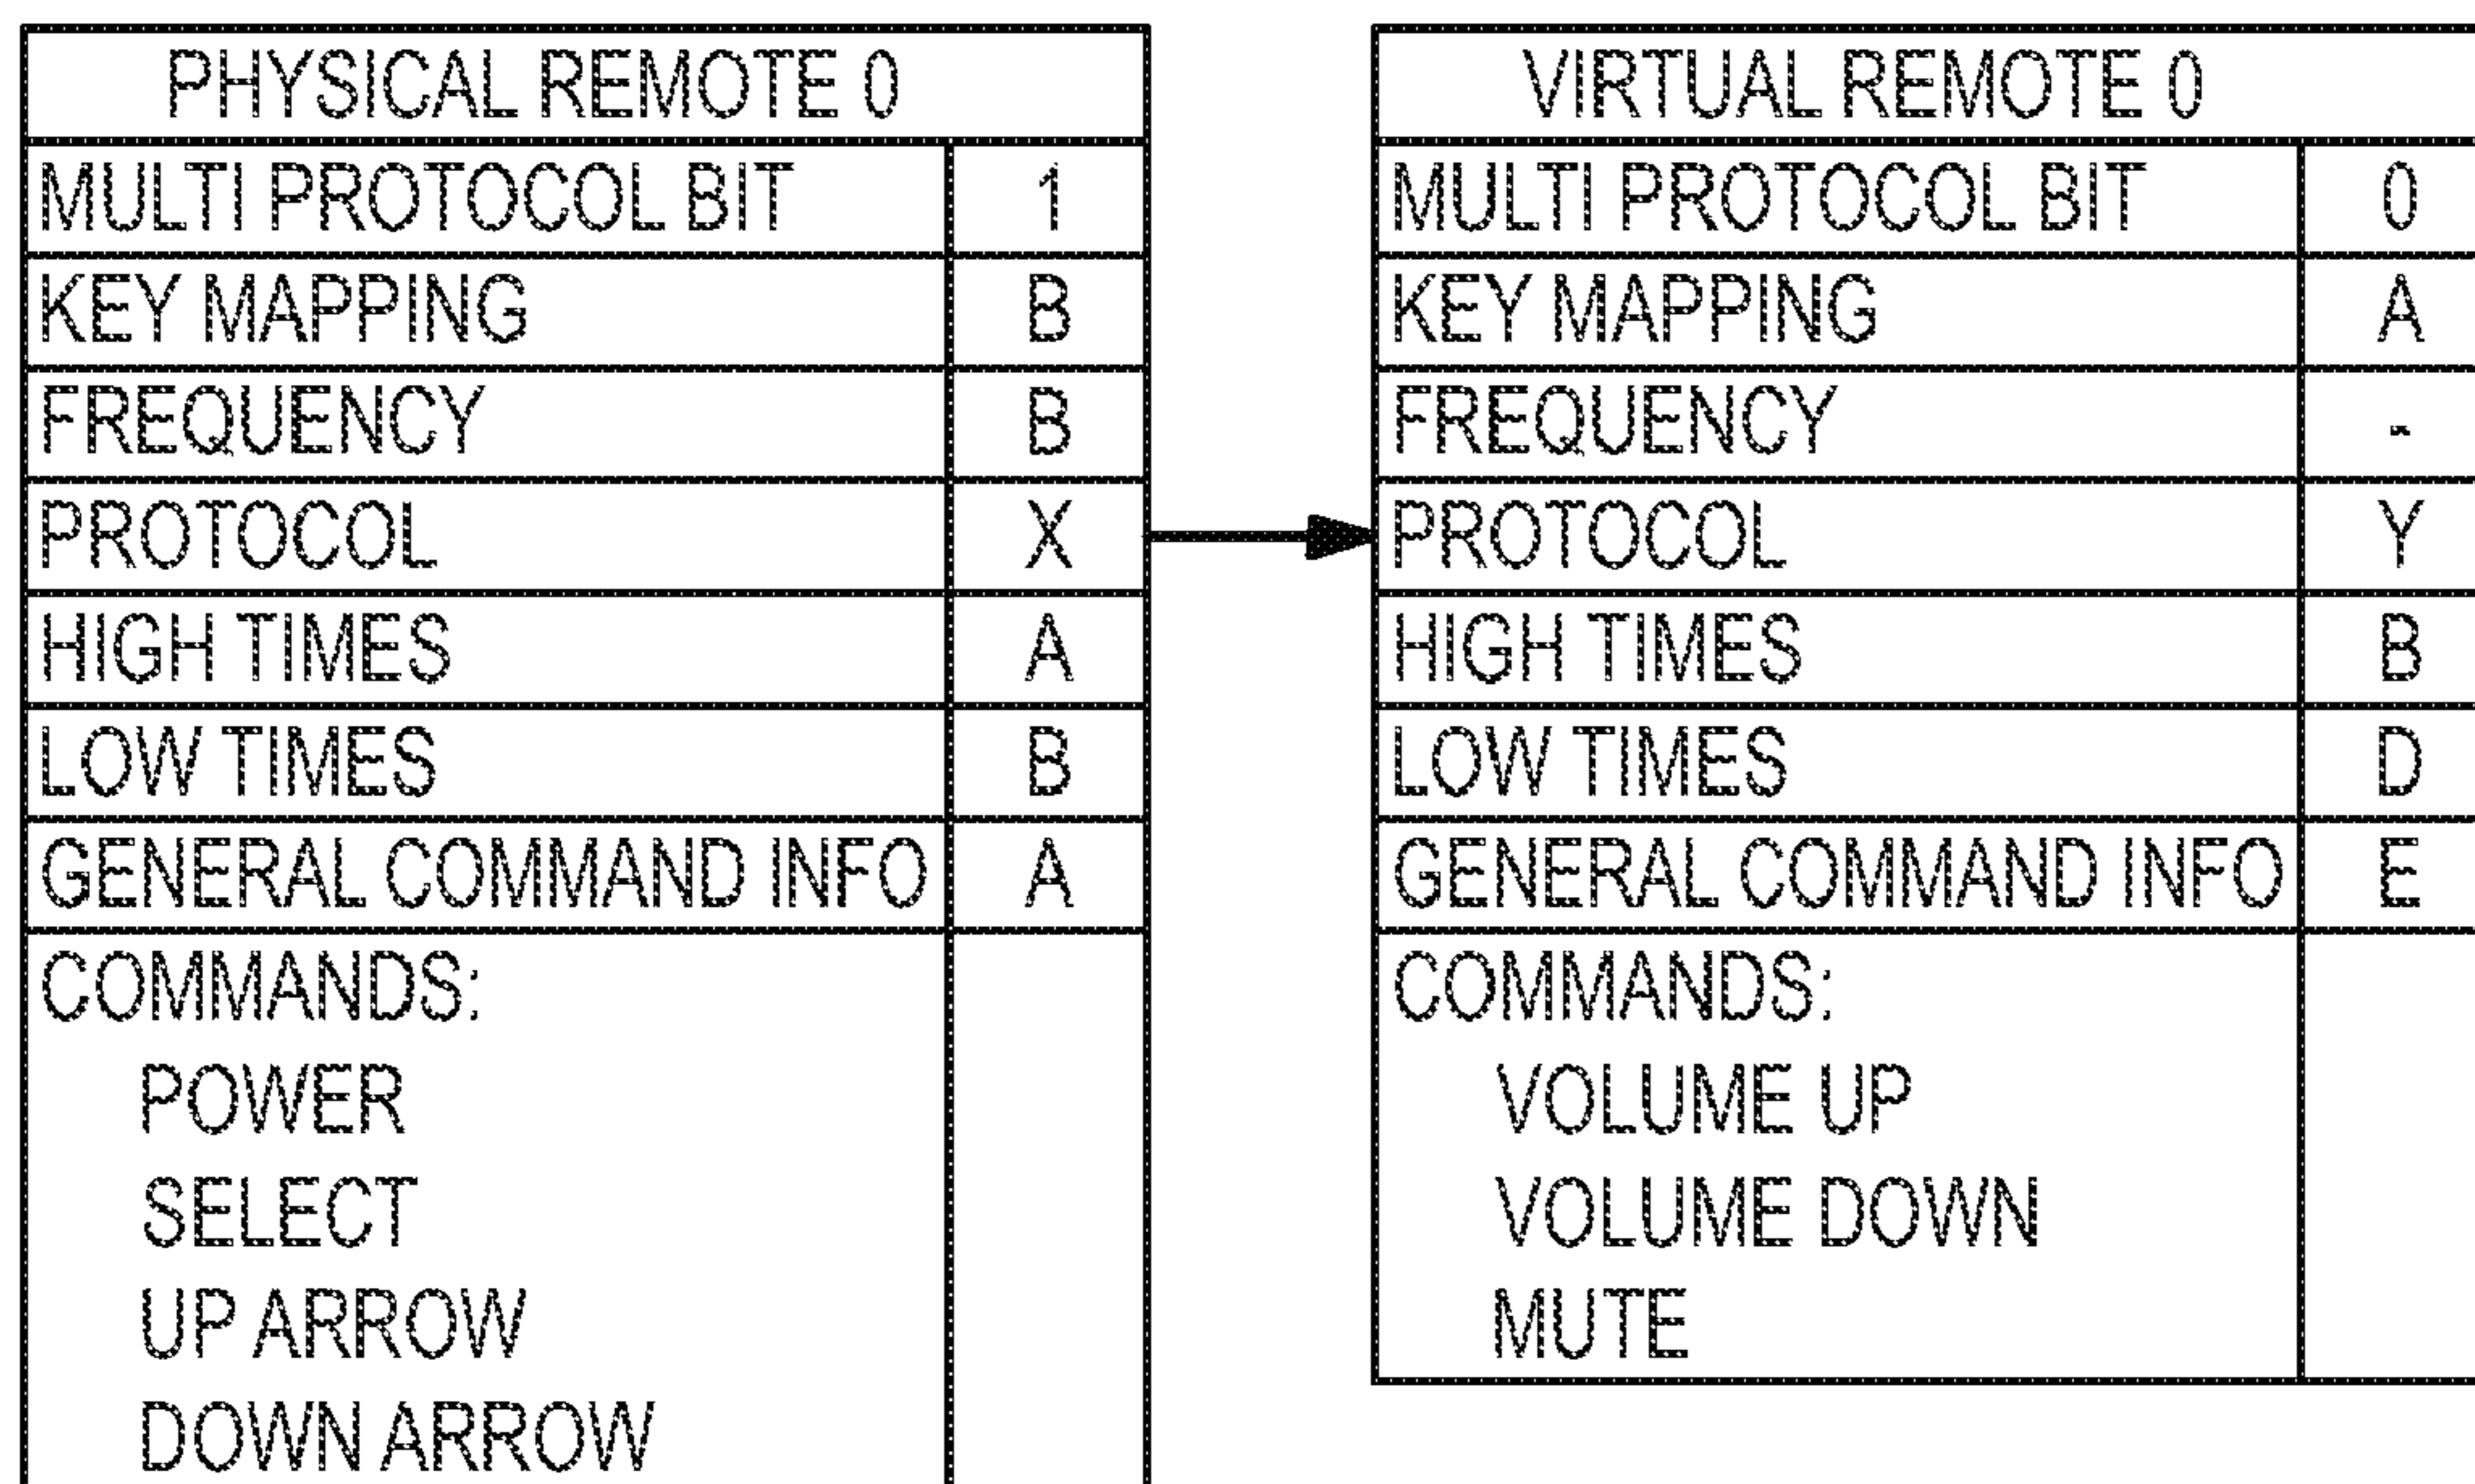 PHYSICAL REMOTE 0
MULTI PROTOCOL BIT 1
KEY MAPPING B
FREQUENCY B
PROTOCOL X
HIGH TIMES A
LOW TIMES B
GENERAL COMMAND INFO A
COMMANDS:
POWER
SELECT
UP ARROW
DOWN ARROW
VIRTUAL REMOTE 0
MULTI PROTOCOL BIT 0
KEY MAPPING A
FREQUENCY -
PROTOCOL Y
HIGH TIMES B
LOW TIMES D
GENERAL COMMAND INFO E
COMMANDS:
VOLUME UP
VOLUME DOWN
MUTE